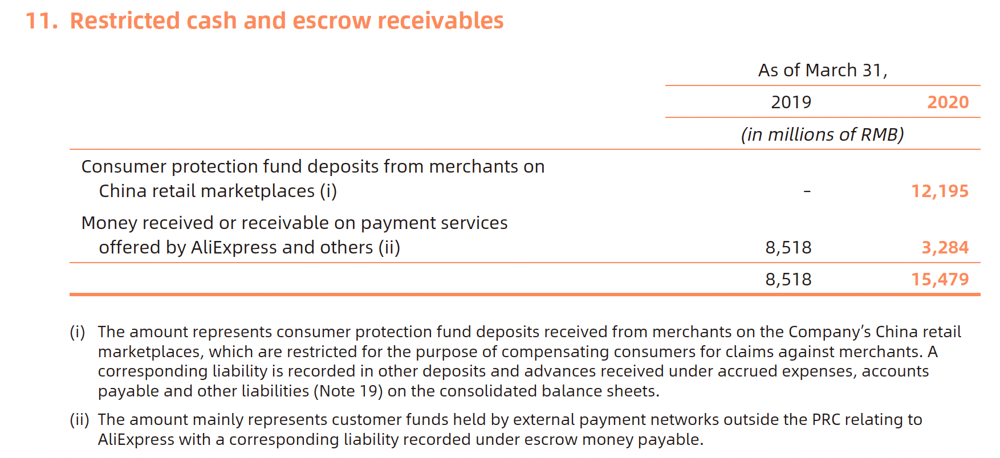 11. Restricted cash and escrow receivables
As of March 31,
2019 2020
(in millions of RMB)
Consumer protection fund deposits from merchants on
China retail marketplaces (i) – 12,195
Money received or receivable on payment services
offered by AliExpress and others (ii) 8,518 3,284
8,518 15,479
(i) The amount represents consumer protection fund deposits received from merchants on the Company’s China retail
marketplaces, which are restricted for the purpose of compensating consumers for claims against merchants. A
corresponding liability is recorded in other deposits and advances received under accrued expenses, accounts
payable and other liabilities (Note 19) on the consolidated balance sheets.
(ii) The amount mainly represents customer funds held by external payment networks outside the PRC relating to
AliExpress with a corresponding liability recorded under escrow money payable.